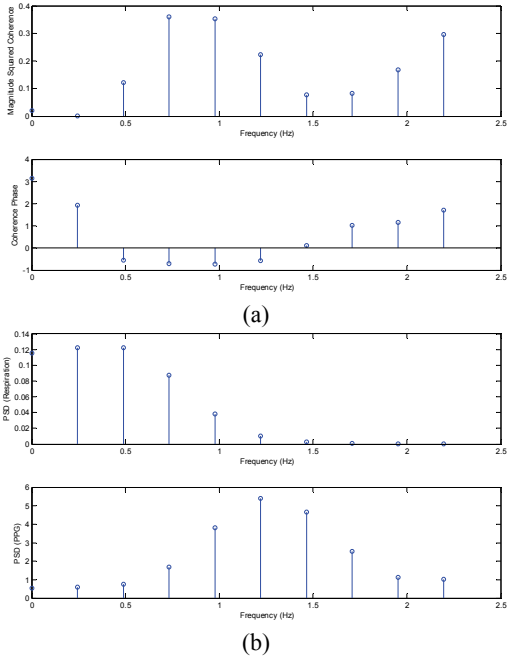 0.4
0.3
0.2
0.1
0
0 0.5 1 1.5 2 2.5
Magnitude Squared Coherence
Frequency (Hz)
4
3
2
1
0
-1
0 0.5 1 1.5 2 2.5
Coherence Phase
Frequency (Hz)
(a)
0.14
0.12
0.1
0.08
0.06
0.04
0.02
0
0 0.5 1 1.5 2 2.5
PSD (Respiration)
Frequency (Hz)
6
5
4
3
2
1
0
0 0.5 1 1.5 2 2.5
PSD (PPG)
Frequency (Hz)
(b)